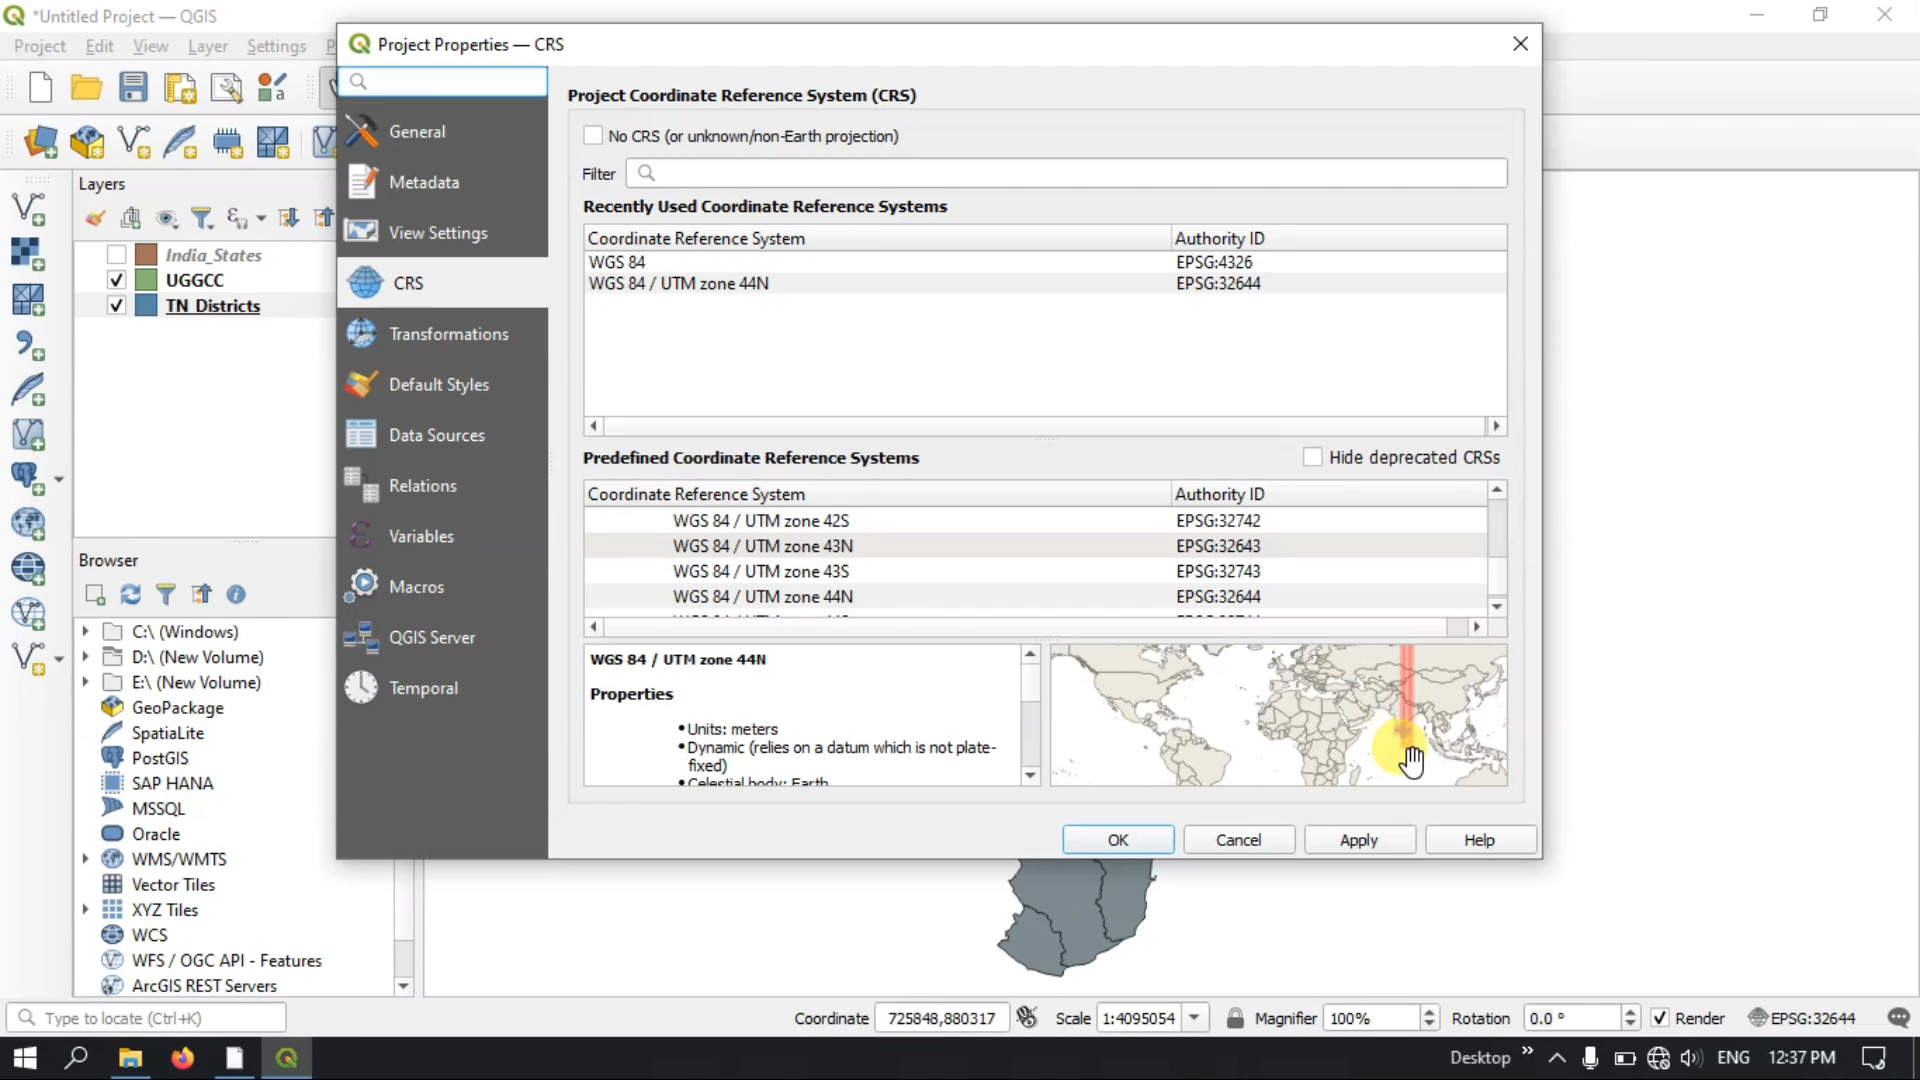 *Untitled Project — QGIS
Project Edit View Layer Settings P
Project Properties — CRS
General
Metadata
View Settings
CRS
Transformations
Default Styles
Data Sources
Relations
Variables
Macros
QGIS Server
Temporal
Project Coordinate Reference System (CRS)
No CRS (or unknown/non-Earth projection)
Filter
Recently Used Coordinate Reference Systems
Coordinate Reference System Authority ID
WGS 84 EPSG:4326
WGS 84 / UTM zone 44N EPSG:32644
Predefined Coordinate Reference Systems Hide deprecated CRSs
Coordinate Reference System Authority ID
WGS 84 / UTM zone 42S EPSG:32742
WGS 84 / UTM zone 43N EPSG:32643
WGS 84 / UTM zone 43S EPSG:32743
WGS 84 / UTM zone 44N EPSG:32644
WGS 84 / UTM zone 44N
Properties
•Units: meters
•Dynamic (relies on a datum which is not plate-
fixed)
•Celestial body: Earth
OK Cancel Apply Help
Layers
India_States
UGGCC
TN_Districts
Browser
C:\ (Windows)
D:\ (New Volume)
E:\ (New Volume)
GeoPackage
SpatiaLite
PostGIS
SAP HANA
MSSQL
Oracle
WMS/WMTS
Vector Tiles
XYZ Tiles
WCS
WFS / OGC API - Features
ArcGIS REST Servers
Type to locate (Ctrl+K) Coordinate 725848,880317 Scale 1:4095054 Magnifier 100% Rotation 0.0 ° Render EPSG:32644
Desktop » ENG 12:37 PM